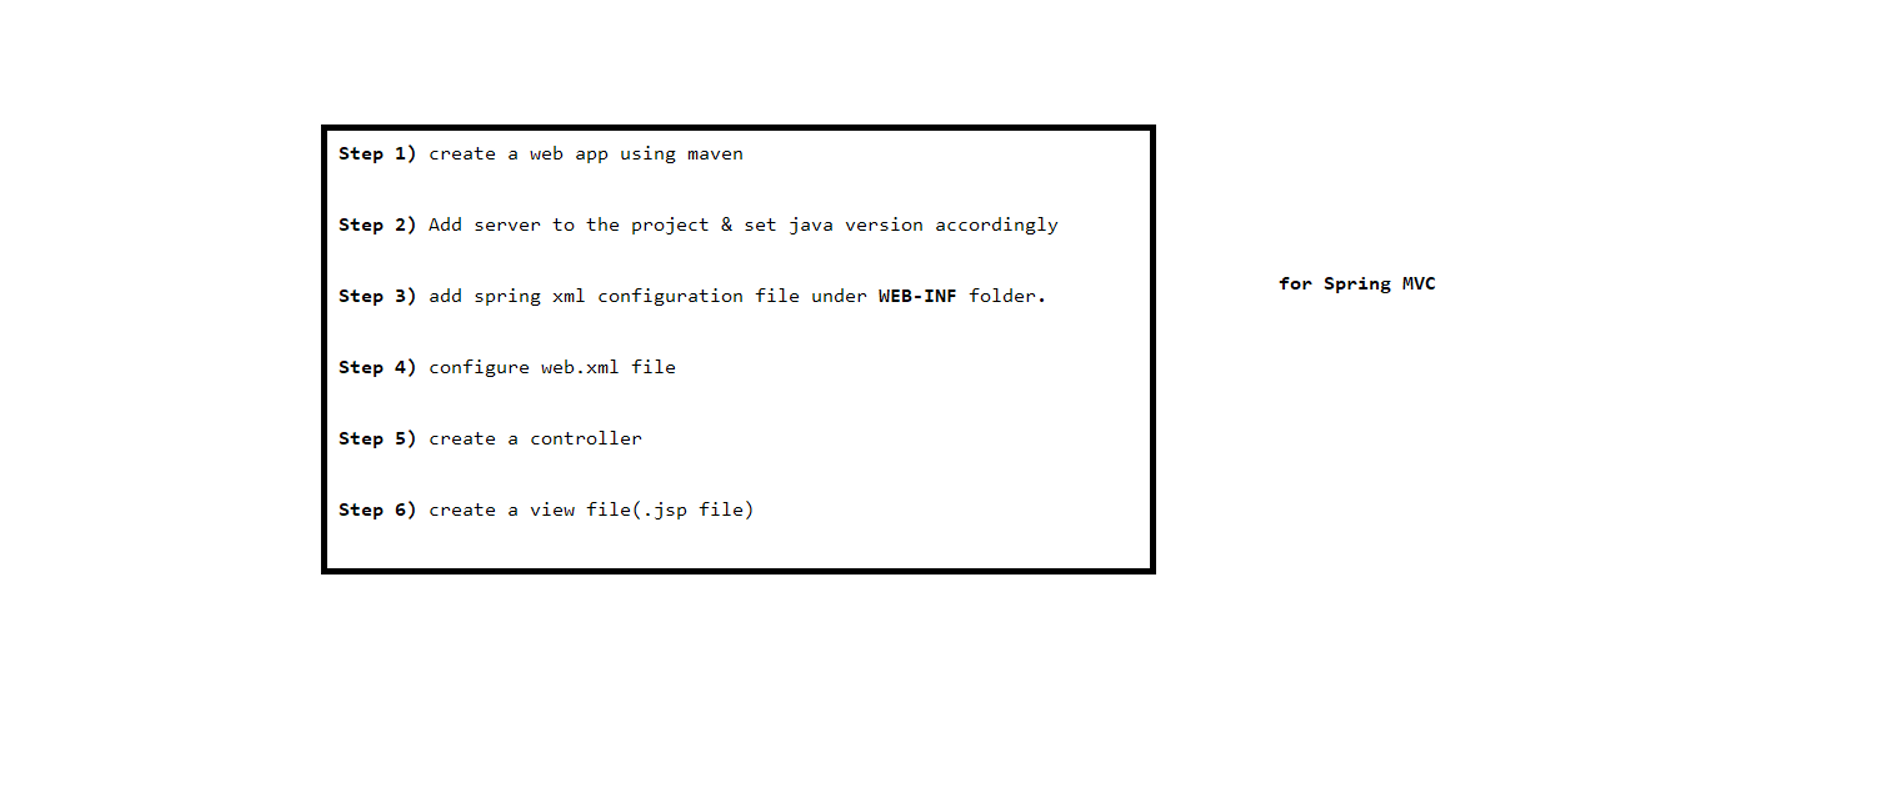 Step 1) create a web app using maven
Step 2) Add server to the project & set java version accordingly
Step 3) add spring xml configuration file under WEB-INF folder.
for Spring MVC
Step 4) configure web.xml file
Step 5) create a controller
Step 6) create a view file(.jsp file)